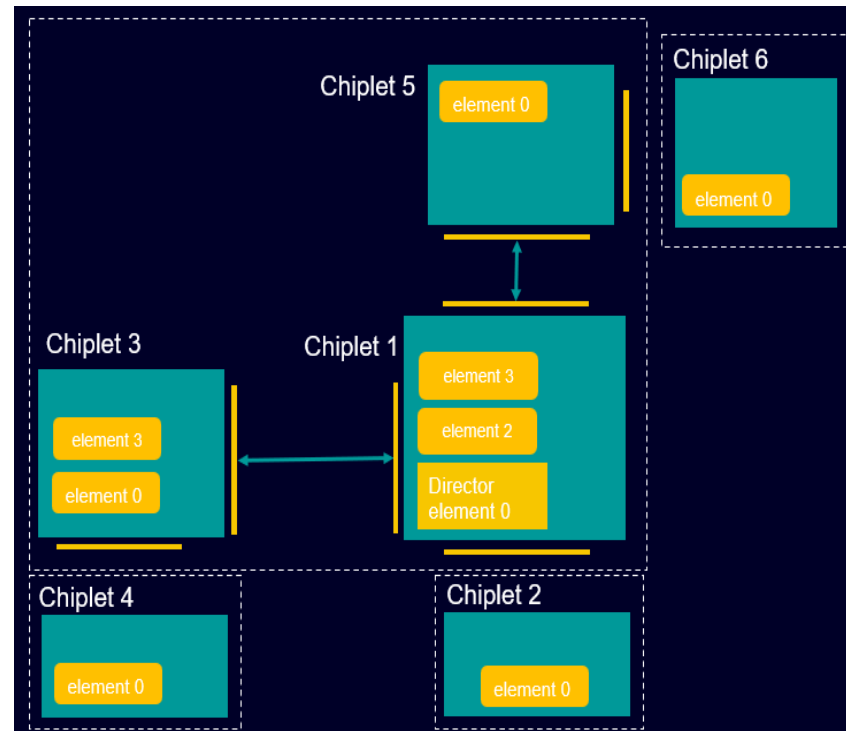 Chiplet 5
element 0
Chiplet 6
element 0
Chiplet 3
element 3
element 0
Chiplet 1
element 3
element 2
Director
element 0
Chiplet 4
element 0
Chiplet 2
element 0